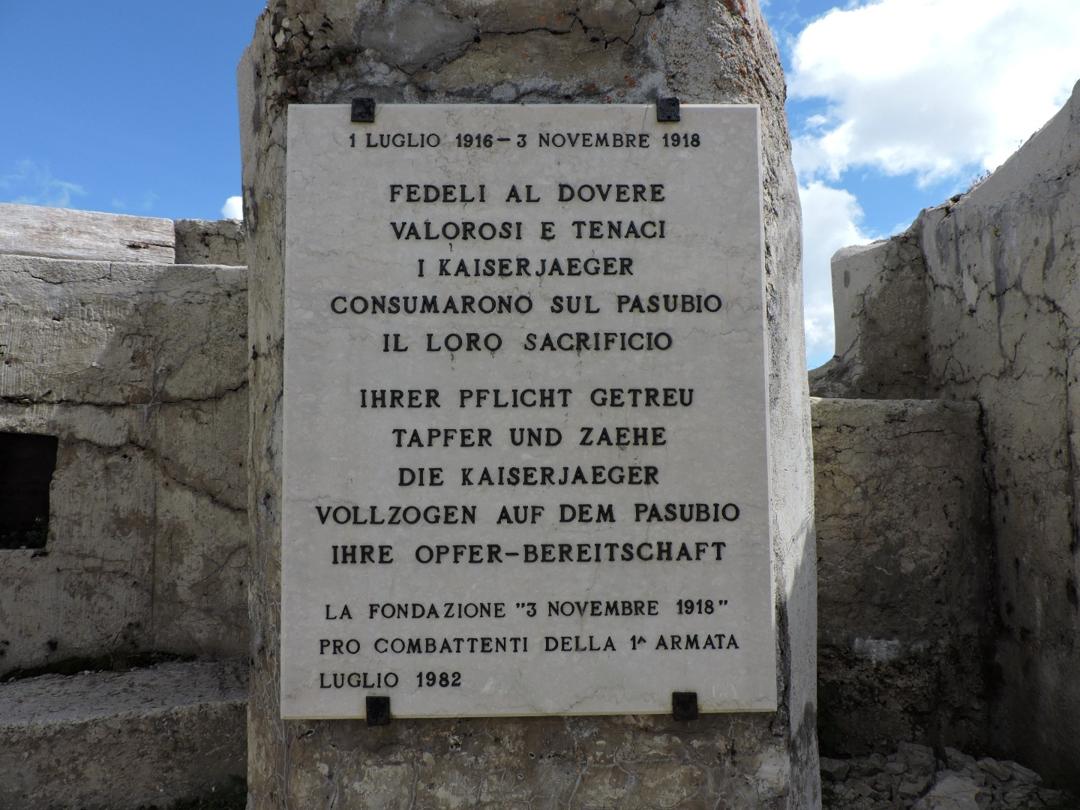 1 LUGLIO 1916 – 3 NOVEMBRE 1918
FEDELI AL DOVERE
VALOROSI E TENACI
I KAISERJAEGER
CONSUMARONO SUL PASUBIO
IL LORO SACRIFICIO
IHRER PFLICHT GETREU
TAPFER UND ZAEHE
DIE KAISERJAEGER
VOLLZOGEN AUF DEM PASUBIO
IHRE OPFER–BEREITSCHAFT
LA FONDAZIONE "3 NOVEMBRE 1918"
PRO COMBATTENTI DELLA 1^ ARMATA
LUGLIO 1982